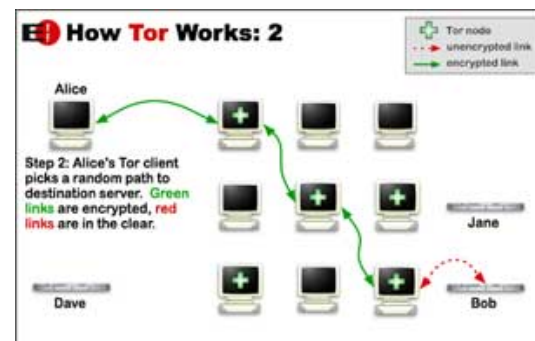 EFF How Tor Works: 2
Tor node
unencrypted link
encrypted link
Alice
Step 2: Alice's Tor client
picks a random path to
destination server. Green
links are encrypted, red
links are in the clear.
Jane
Dave
Bob